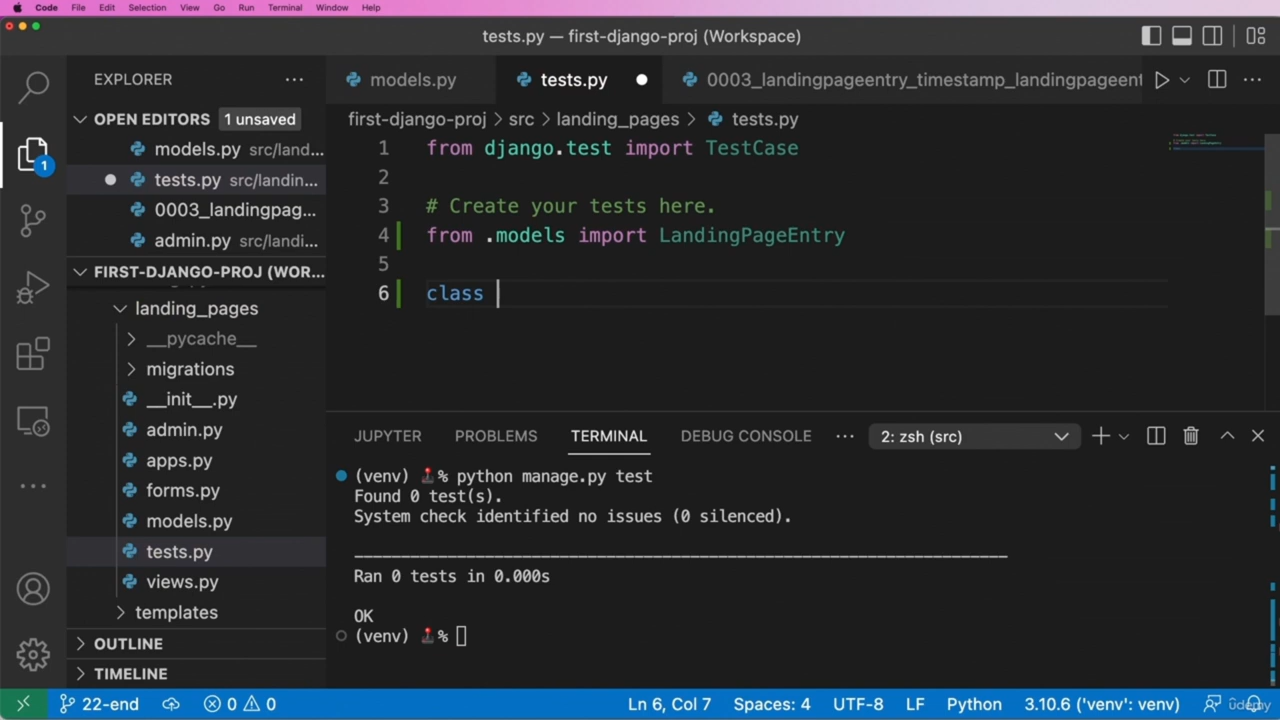 Code File Edit Selection View Go Run Terminal Window Help
tests.py — first-django-proj (Workspace)
EXPLORER
models.py
tests.py
0003_landingpageentry_timestamp_landingpageent
OPEN EDITORS 1 unsaved
models.py src/land...
tests.py src/landin...
0003_landingpag...
admin.py src/landi...
FIRST-DJANGO-PROJ (WOR...
landing_pages
__pycache__
migrations
__init__.py
admin.py
apps.py
forms.py
models.py
tests.py
views.py
templates
OUTLINE
TIMELINE
1
first-django-proj > src > landing_pages > tests.py
1 from django.test import TestCase
2
3 # Create your tests here.
4 from .models import LandingPageEntry
5
6 class
JUPYTER PROBLEMS TERMINAL DEBUG CONSOLE ... 2: zsh (src)
(venv) % python manage.py test
Found 0 test(s).
System check identified no issues (0 silenced).
Ran 0 tests in 0.000s
OK
(venv) %
22-end 0 0 Ln 6, Col 7 Spaces: 4 UTF-8 LF Python 3.10.6 ('venv': venv)
udemy